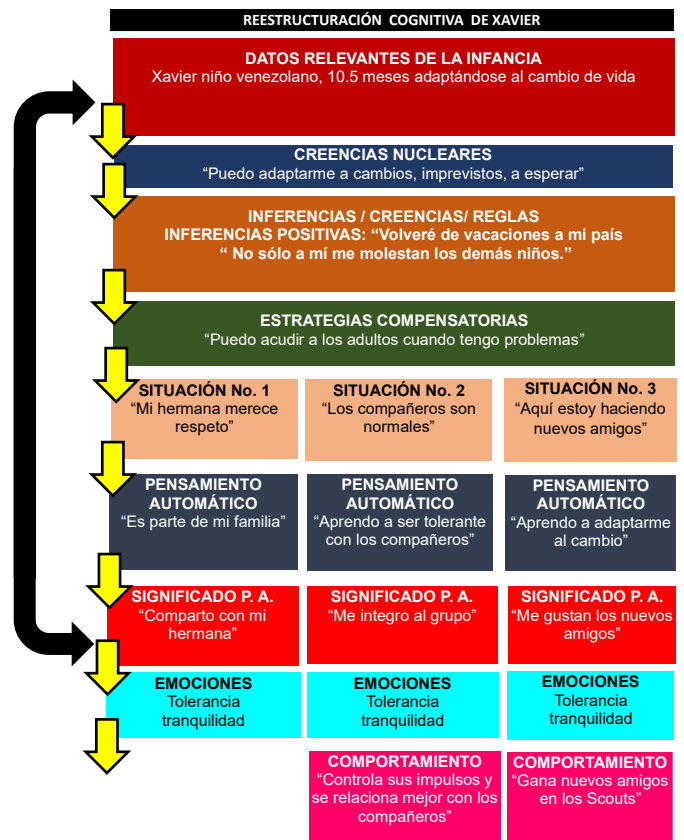 REESTRUCTURACIÓN COGNITIVA DE XAVIER
DATOS RELEVANTES DE LA INFANCIA
Xavier niño venezolano, 10.5 meses adaptándose al cambio de vida
CREENCIAS NUCLEARES
“Puedo adaptarme a cambios, imprevistos, a esperar”
INFERENCIAS / CREENCIAS/ REGLAS
INFERENCIAS POSITIVAS: “Volveré de vacaciones a mi país
“ No sólo a mí me molestan los demás niños.”
ESTRATEGIAS COMPENSATORIAS
“Puedo acudir a los adultos cuando tengo problemas”
SITUACIÓN No. 1
“Mi hermana merece
respeto”
SITUACIÓN No. 2
“Los compañeros son
normales”
SITUACIÓN No. 3
“Aquí estoy haciendo
nuevos amigos”
PENSAMIENTO
AUTOMÁTICO
“Es parte de mi familia”
PENSAMIENTO
AUTOMÁTICO
“Aprendo a ser tolerante
con los compañeros”
PENSAMIENTO
AUTOMÁTICO
“Aprendo a adaptarme
al cambio”
SIGNIFICADO P. A.
“Comparto con mi
hermana”
SIGNIFICADO P. A.
“Me integro al grupo”
SIGNIFICADO P. A.
“Me gustan los nuevos
amigos”
EMOCIONES
Tolerancia
tranquilidad
EMOCIONES
Tolerancia
tranquilidad
EMOCIONES
Tolerancia
tranquilidad
COMPORTAMIENTO
“Controla sus impulsos y
se relaciona mejor con los
compañeros”
COMPORTAMIENTO
“Gana nuevos amigos
en los Scouts”